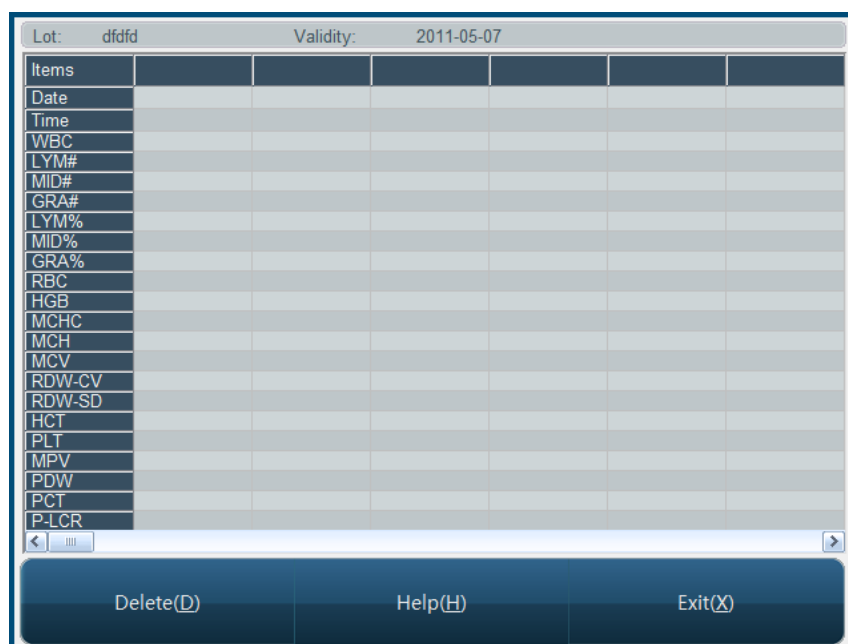 Lot: dfdfd Validity: 2011-05-07
Items
Date
Time
WBC
LYM#
MID#
GRA#
LYM%
MID%
GRA%
RBC
HGB
MCHC
MCH
MCV
RDW-CV
RDW-SD
HCT
PLT
MPV
PDW
PCT
P-LCR
Delete(D) Help(H) Exit(X)